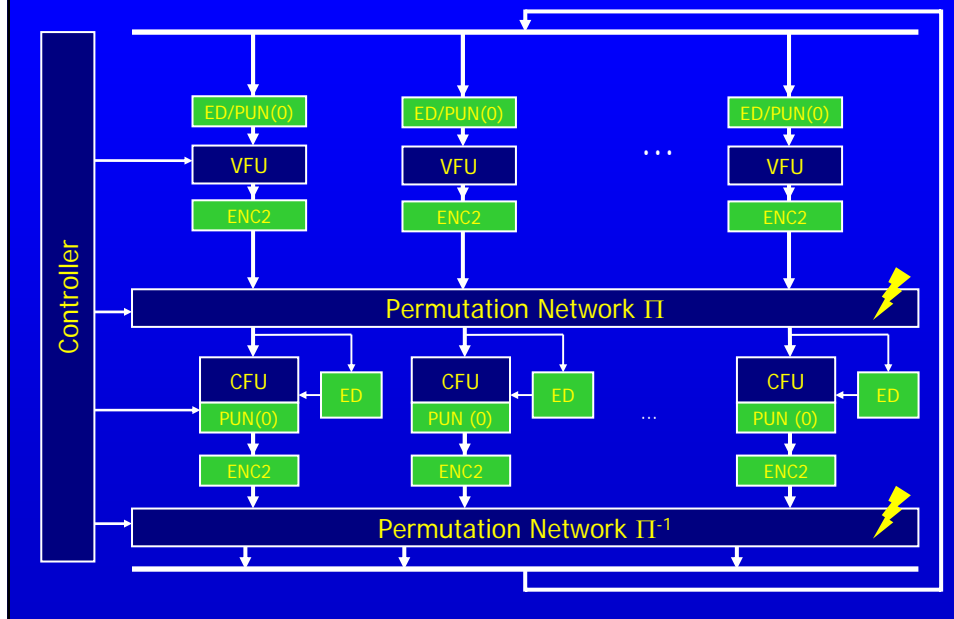 ED/PUN(0) ED/PUN(0) ED/PUN(0)
VFU VFU … VFU
ENC2 ENC2 ENC2
Controller
Permutation Network Π
CFU ED CFU ED CFU ED
PUN(0) PUN (0) ... PUN (0)
ENC2 ENC2 ENC2
Permutation Network Π-1